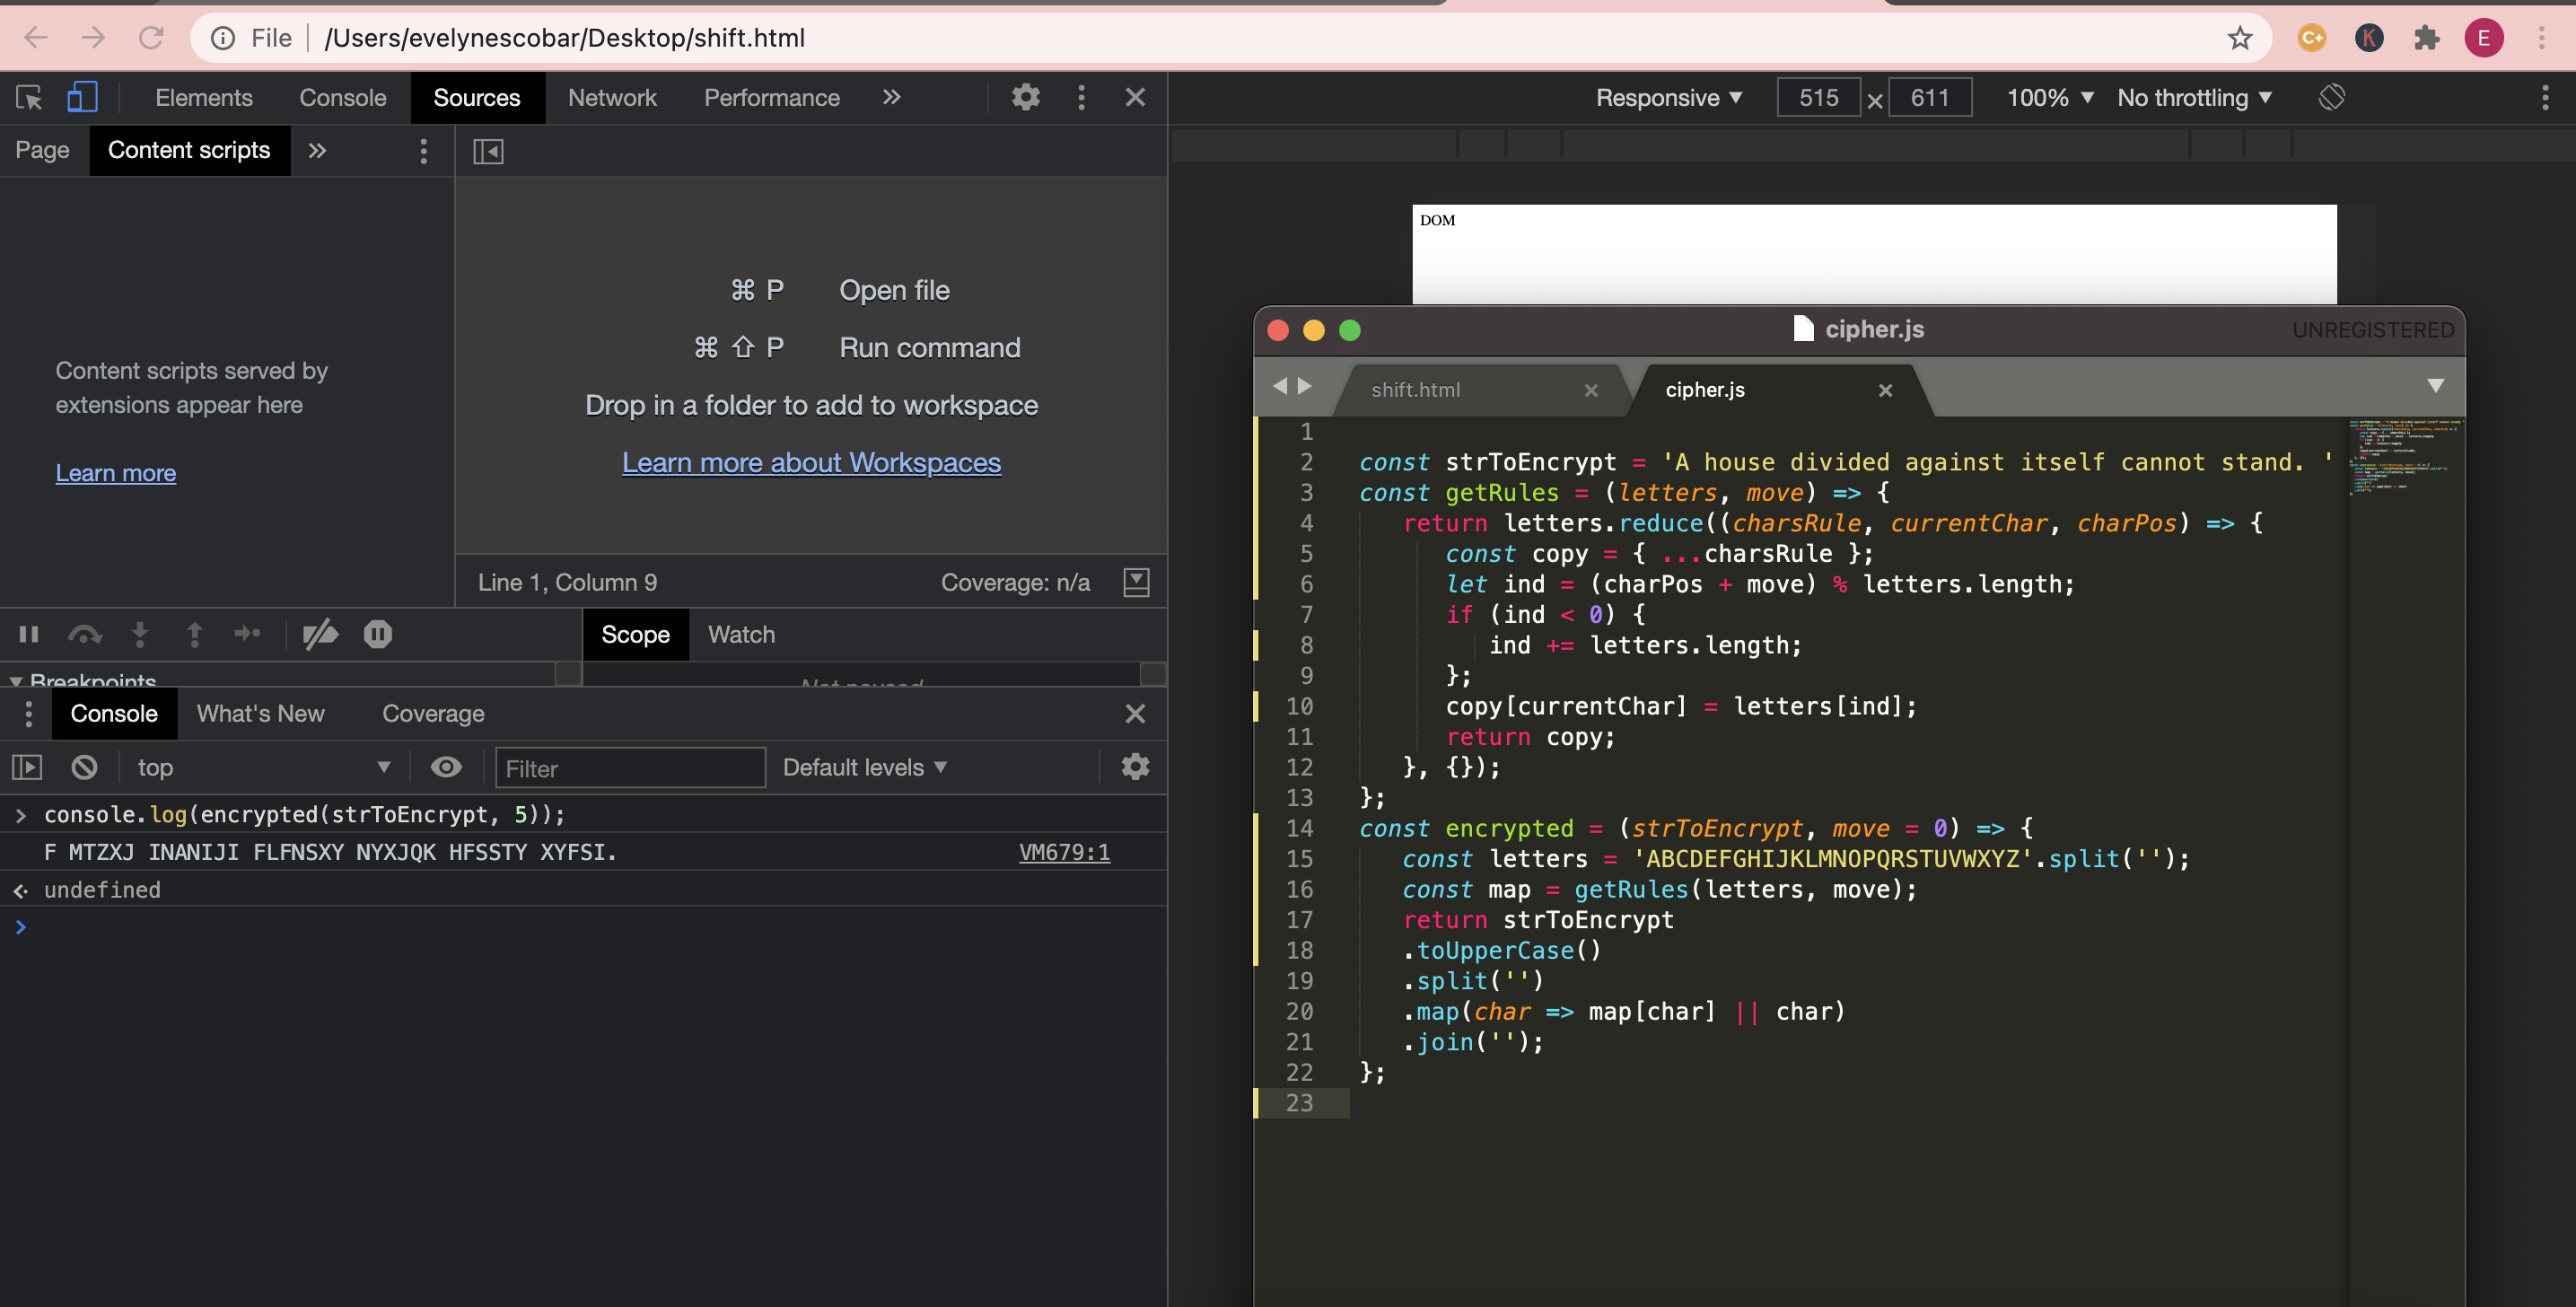 File /Users/evelynescobar/Desktop/shift.html
C+ K E
Elements Console Sources Network Performance »
Responsive ▼ 515 × 611 100% ▼ No throttling ▼
Page Content scripts »
Content scripts served by
extensions appear here
Learn more
⌘ P Open file
⌘ ⇧ P Run command
Drop in a folder to add to workspace
Learn more about Workspaces
Line 1, Column 9 Coverage: n/a
Scope Watch
Breakpoints
Not paused
Console What's New Coverage
top ▼ Filter Default levels ▼
> console.log(encrypted(strToEncrypt, 5));
F MTZXJ INANIJI FLFNSXY NYXJQK HFSSTY XYFSI. VM679:1
undefined
>
DOM
cipher.js UNREGISTERED
shift.html cipher.js
1
2 const strToEncrypt = 'A house divided against itself cannot stand. '
3 const getRules = (letters, move) => {
4 return letters.reduce((charsRule, currentChar, charPos) => {
5 const copy = { ...charsRule };
6 let ind = (charPos + move) % letters.length;
7 if (ind < 0) {
8 ind += letters.length;
9 };
10 copy[currentChar] = letters[ind];
11 return copy;
12 }, {});
13 };
14 const encrypted = (strToEncrypt, move = 0) => {
15 const letters = 'ABCDEFGHIJKLMNOPQRSTUVWXYZ'.split('');
16 const map = getRules(letters, move);
17 return strToEncrypt
18 .toUpperCase()
19 .split('')
20 .map(char => map[char] || char)
21 .join('');
22 };
23